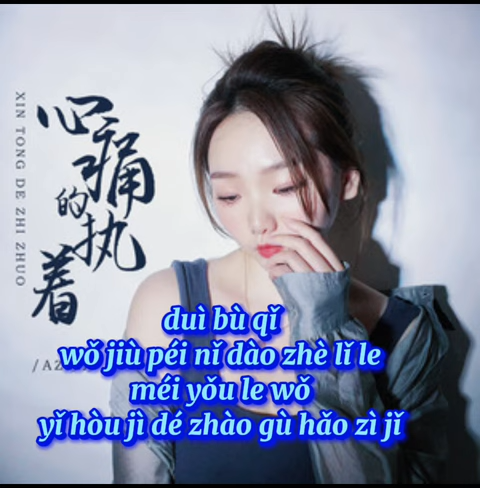 心痛的执着
XIN TONG DE ZHI ZHUO
/AZ
duì bù qǐ
wǒ jiù péi nǐ dào zhè lǐ le
méi yǒu le wǒ
yǐ hòu jì dé zhào gù hǎo zì jǐ